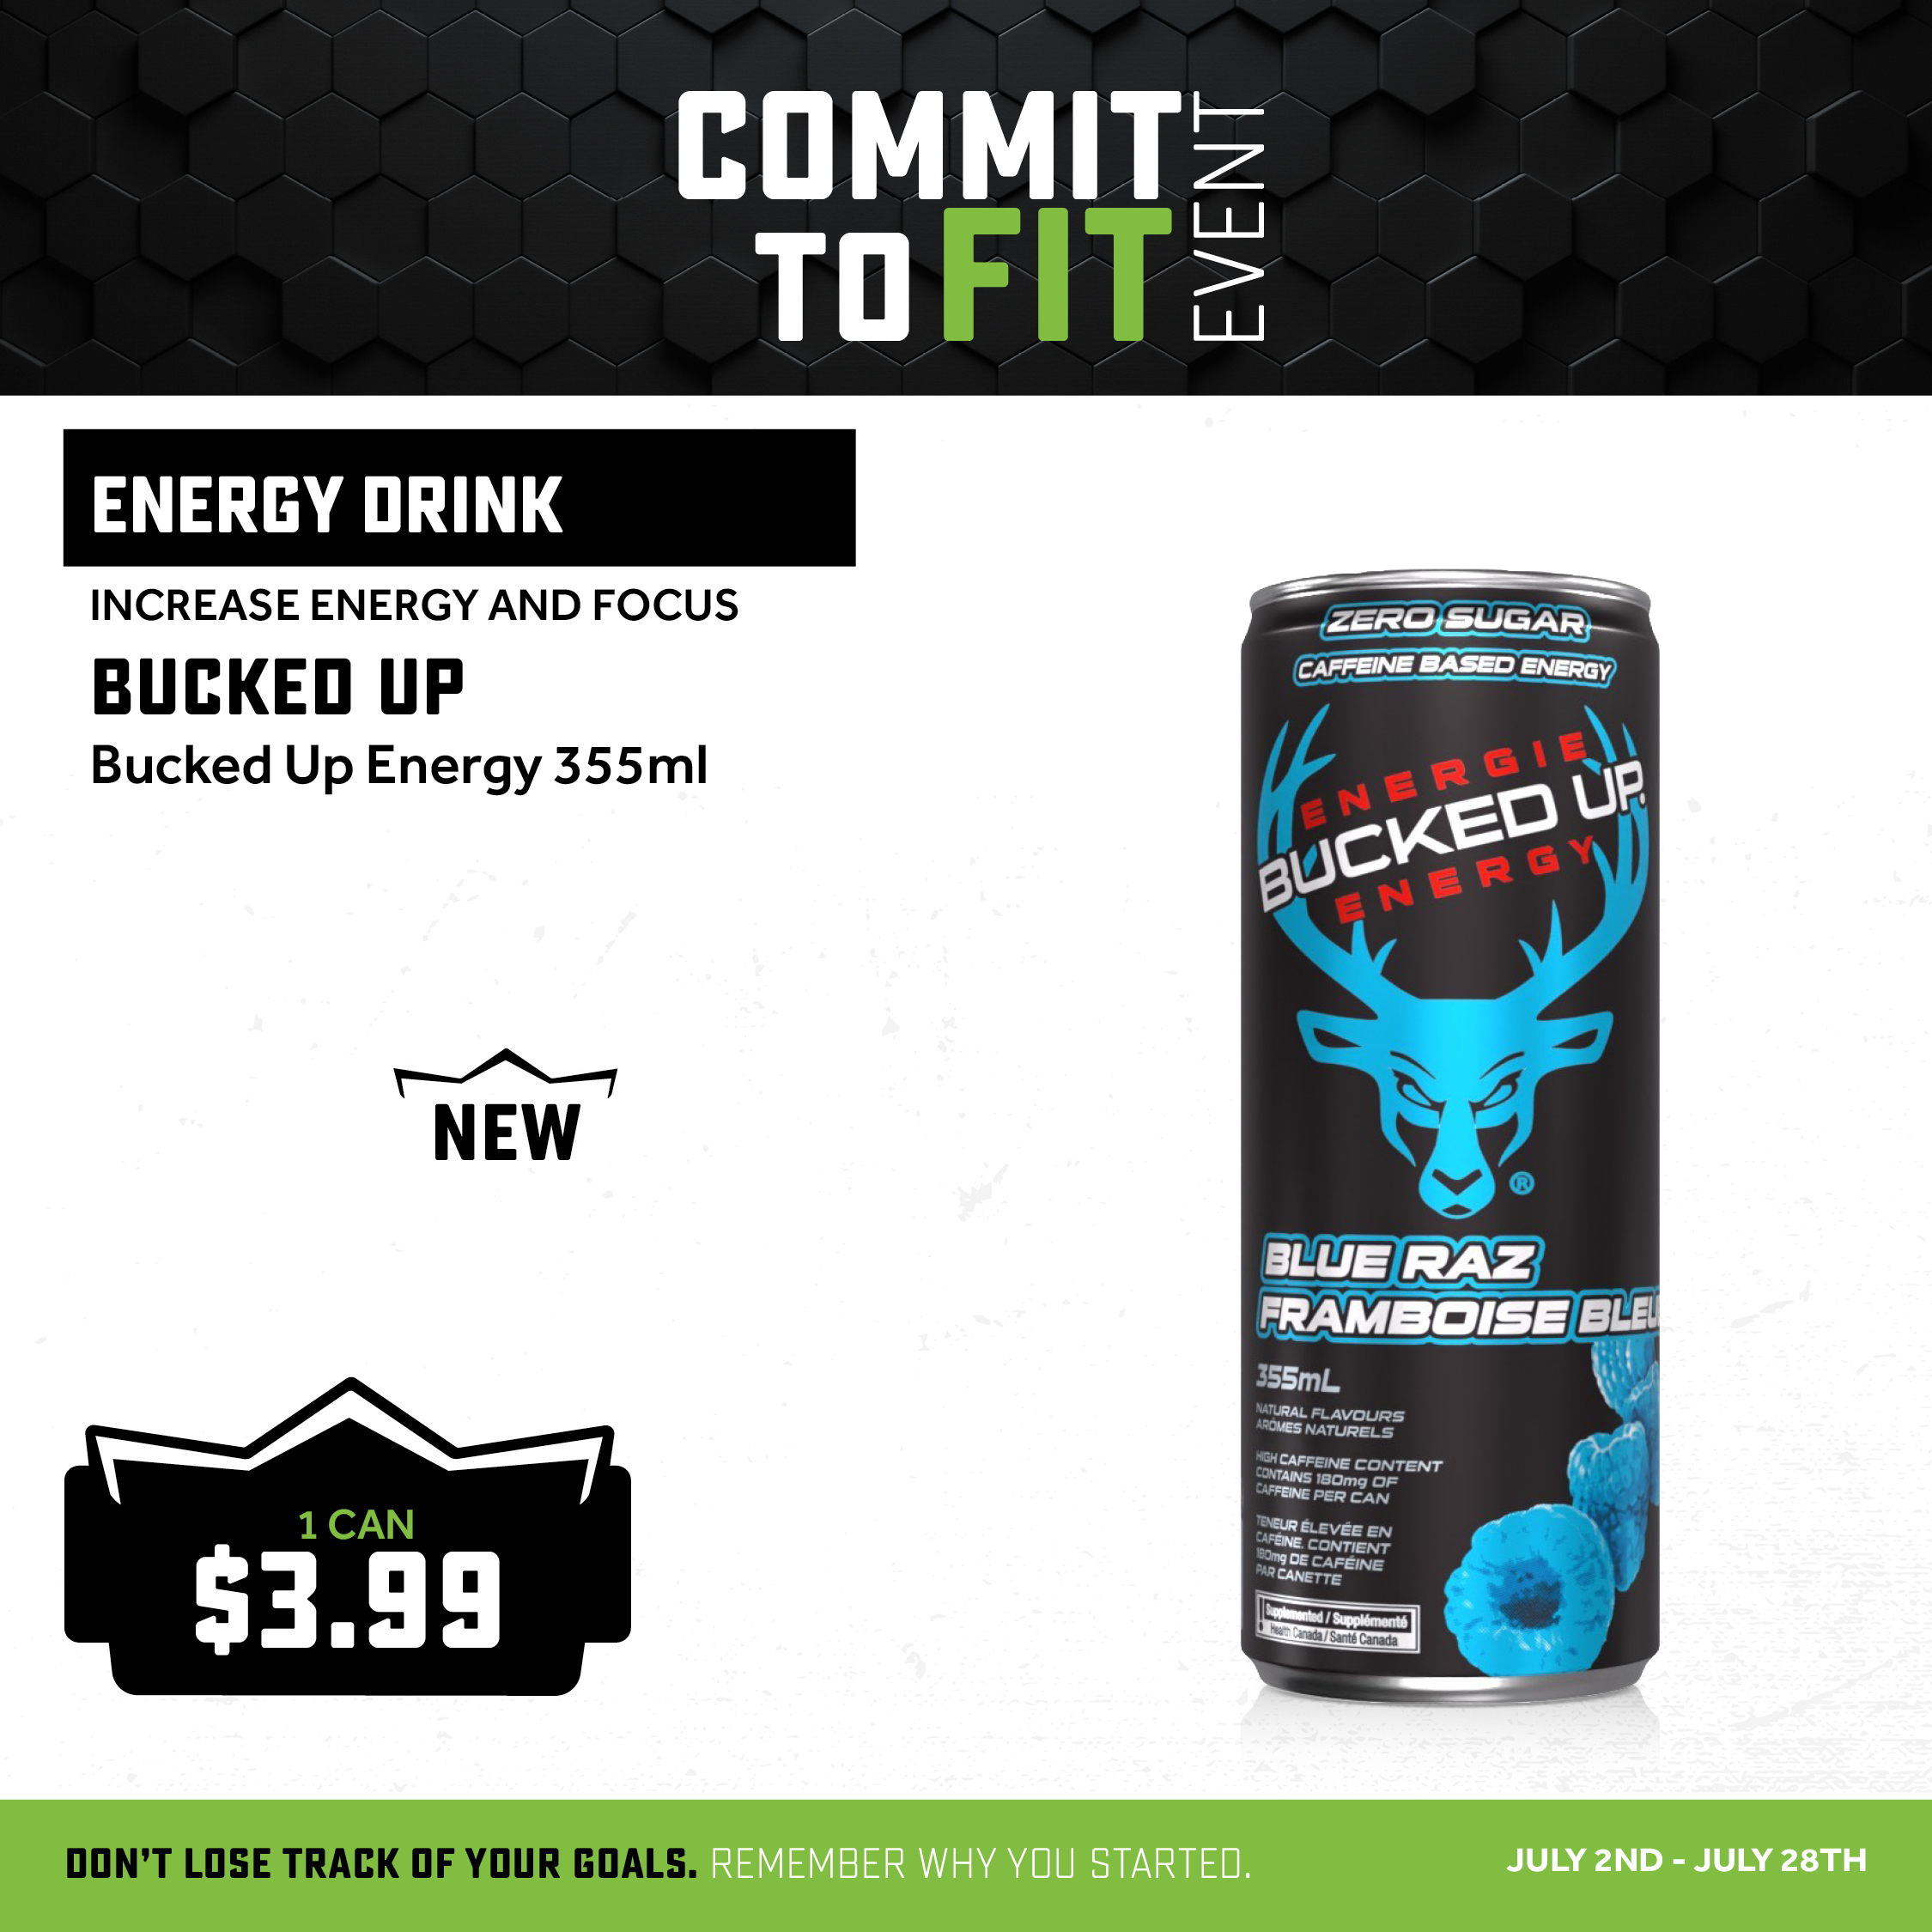 COMMIT
TO FIT
EVENT
ENERGY DRINK
INCREASE ENERGY AND FOCUS
BUCKED UP
Bucked Up Energy 355ml
NEW
1 CAN
$3.99
ZERO SUGAR
CAFFEINE BASED ENERGY
ENERGIE
BUCKED UP.
ENERGY
®
BLUE RAZ
FRAMBOISE BLEU
355mL
NATURAL FLAVOURS
ARÔMES NATURELS
HIGH CAFFEINE CONTENT
CONTAINS 180mg OF
CAFFEINE PER CAN
TENEUR ÉLEVÉE EN
CAFÉINE. CONTIENT
180mg DE CAFÉINE
PAR CANETTE
Supplemented / Supplémenté
Health Canada / Santé Canada
DON'T LOSE TRACK OF YOUR GOALS. REMEMBER WHY YOU STARTED.
JULY 2ND - JULY 28TH